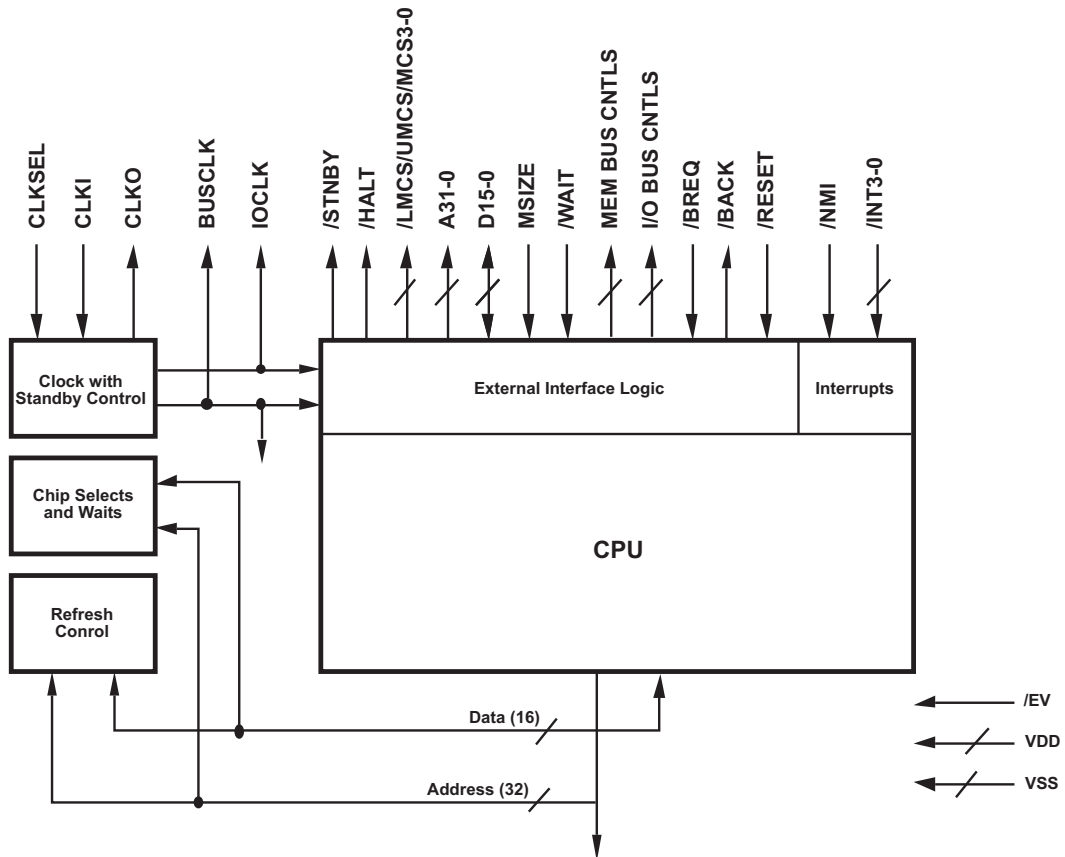 CLKSEL
CLKI
CLKO
BUSCLK
IOCLK
/STNBY
/HALT
/LMCS/UMCS/MCS3-0
A31-0
D15-0
MSIZE
/WAIT
MEM BUS CNTLS
I/O BUS CNTLS
/BREQ
/BACK
/RESET
/NMI
/INT3-0
Clock with
Standby Control
External Interface Logic
Interrupts
Chip Selects
and Waits
CPU
Refresh
Conrol
Data (16)
Address (32)
/EV
VDD
VSS